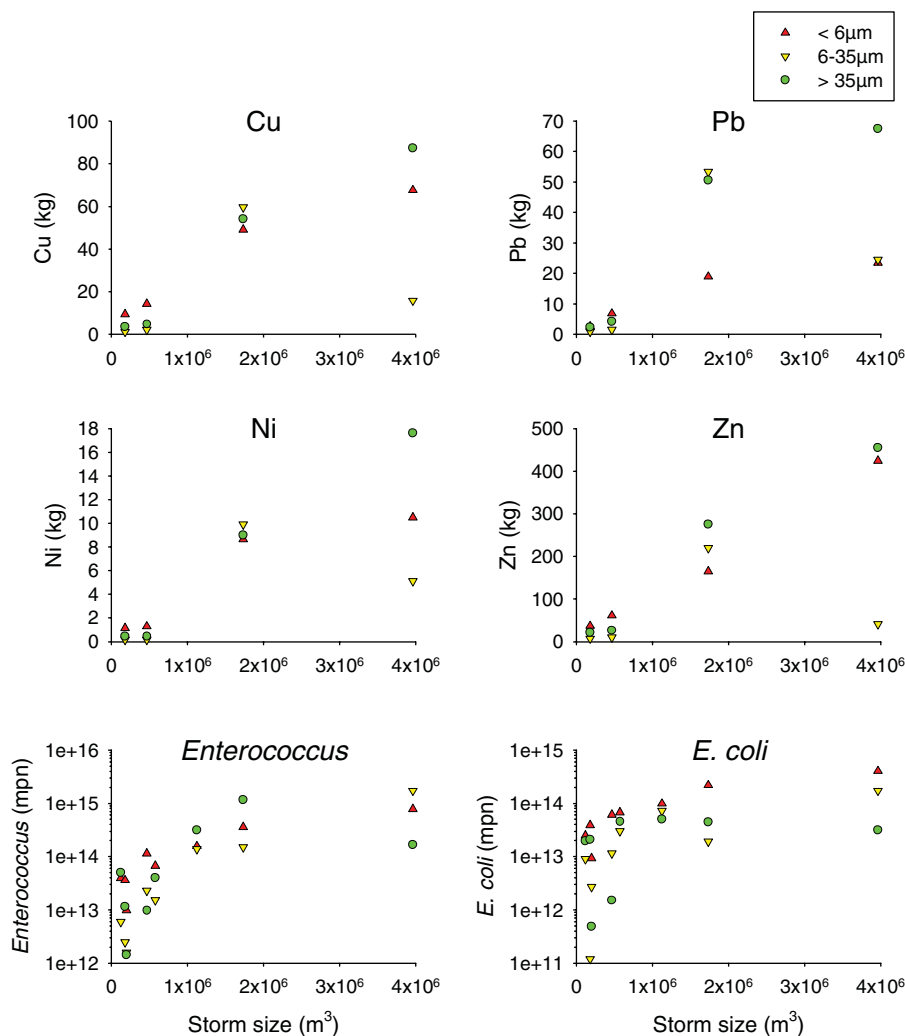 < 6µm
6-35µm
> 35µm
Cu
Cu (kg)
100
80
60
40
20
0
0 1x10⁶ 2x10⁶ 3x10⁶ 4x10⁶
Pb
Pb (kg)
70
60
50
40
30
20
10
0
0 1x10⁶ 2x10⁶ 3x10⁶ 4x10⁶
Ni
Ni (kg)
18
16
14
12
10
8
6
4
2
0
0 1x10⁶ 2x10⁶ 3x10⁶ 4x10⁶
Zn
Zn (kg)
500
400
300
200
100
0
0 1x10⁶ 2x10⁶ 3x10⁶ 4x10⁶
Enterococcus
Enterococcus (mpn)
1e+16
1e+15
1e+14
1e+13
1e+12
0 1x10⁶ 2x10⁶ 3x10⁶ 4x10⁶
Storm size (m³)
E. coli
E. coli (mpn)
1e+15
1e+14
1e+13
1e+12
1e+11
0 1x10⁶ 2x10⁶ 3x10⁶ 4x10⁶
Storm size (m³)